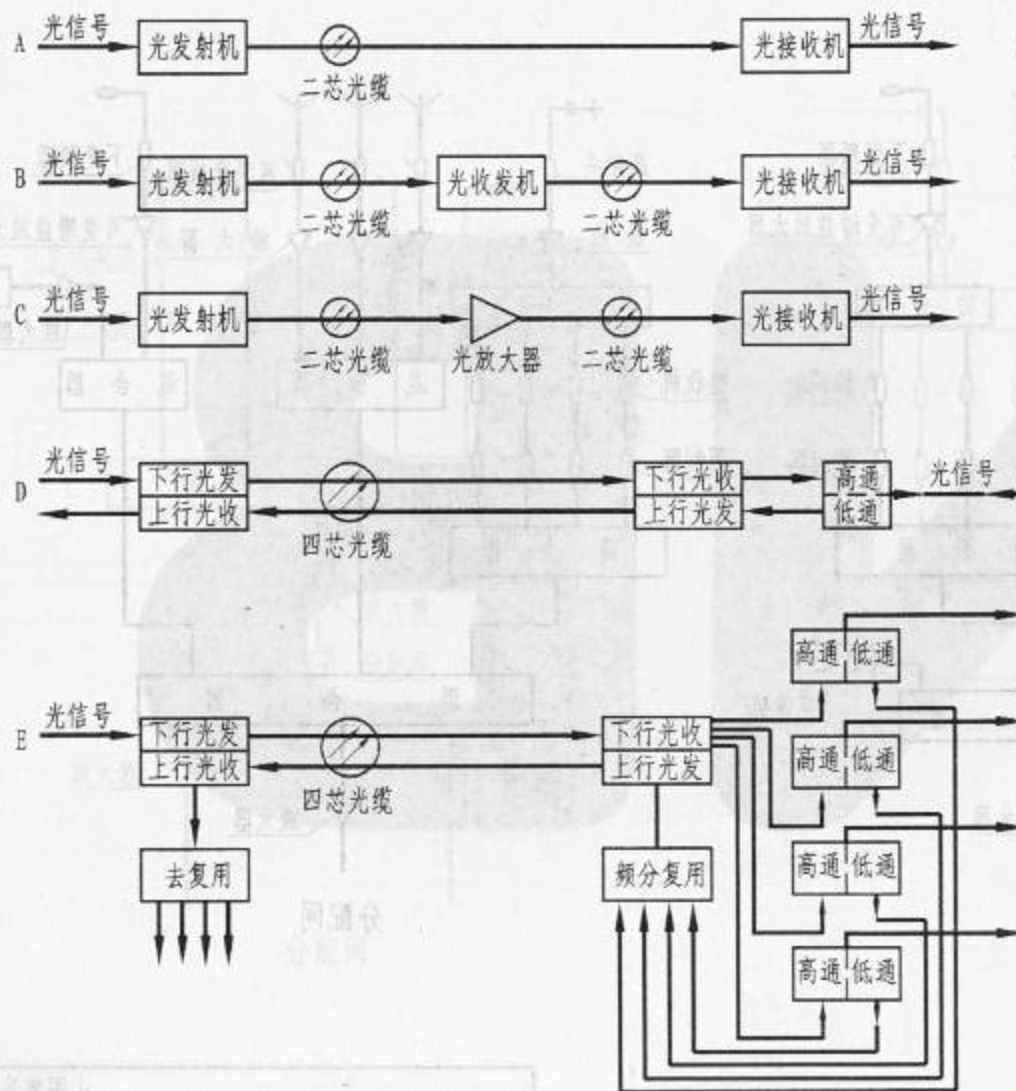 A 光信号 光发射机 二芯光缆 光接收机 光信号
B 光信号 光发射机 二芯光缆 光收发机 二芯光缆 光接收机 光信号
C 光信号 光发射机 二芯光缆 光放大器 二芯光缆 光接收机 光信号
D 光信号 下行光发 下行光收 高通 光信号
上行光收 四芯光缆 上行光发 低通
高通 低通
E 光信号 下行光发 下行光收
上行光收 四芯光缆 上行光发 高通 低通
去复用 频分复用 高通 低通
分配网
高通 低通